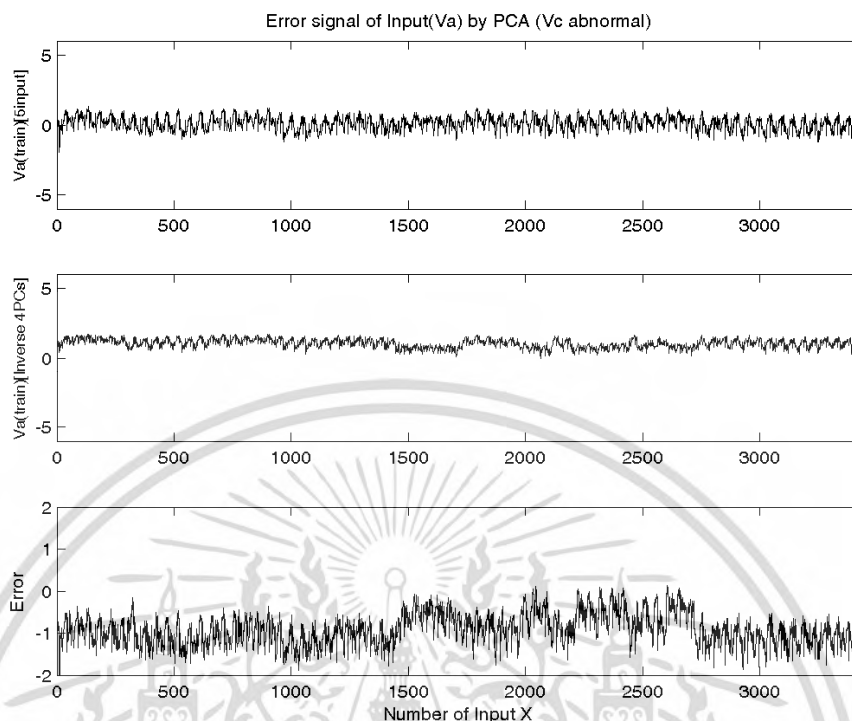 Error signal of Input(Va) by PCA (Vc abnormal)
Va(train)[5input]
5
0
-5
0 500 1000 1500 2000 2500 3000
Va(train)[Inverse 4PCs]
5
0
-5
0 500 1000 1500 2000 2500 3000
Error
2
1
0
-1
-2
0 500 1000 1500 2000 2500 3000
Number of Input X